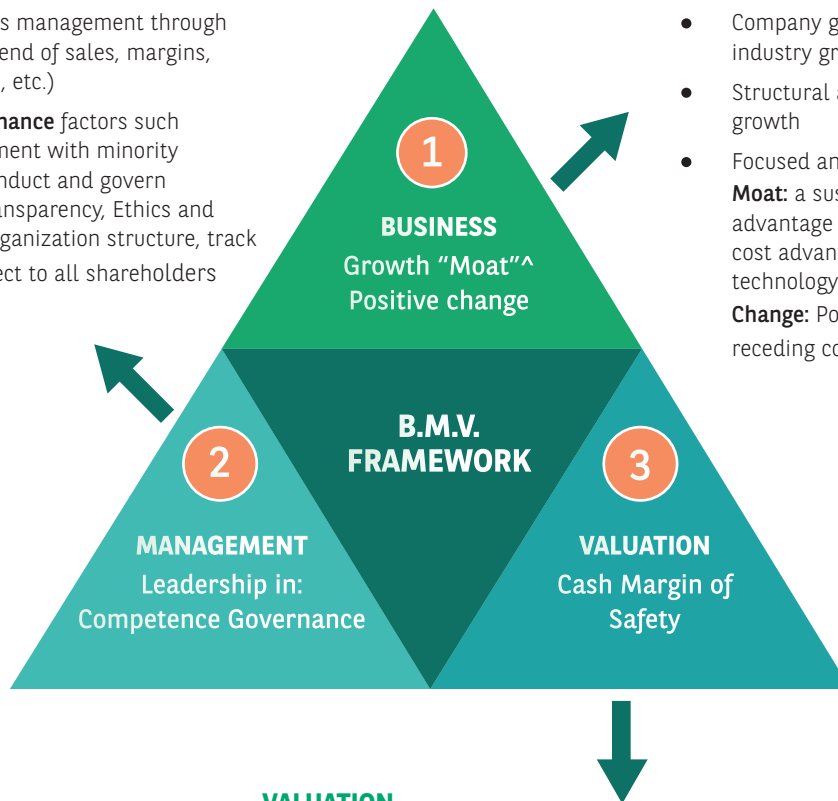 s management through
end of sales, margins,
, etc.)
nance factors such
ment with minority
nduct and govern
ansparency, Ethics and
ganization structure, track
ect to all shareholders
Company g
industry gr
Structural a
growth
Focused an
Moat: a sus
advantage
cost advan
technology
Change: Po
receding co
1
BUSINESS
Growth “Moat”^
Positive change
B.M.V.
FRAMEWORK
2
MANAGEMENT
Leadership in:
Competence Governance
3
VALUATION
Cash Margin of
Safety
VALUATION